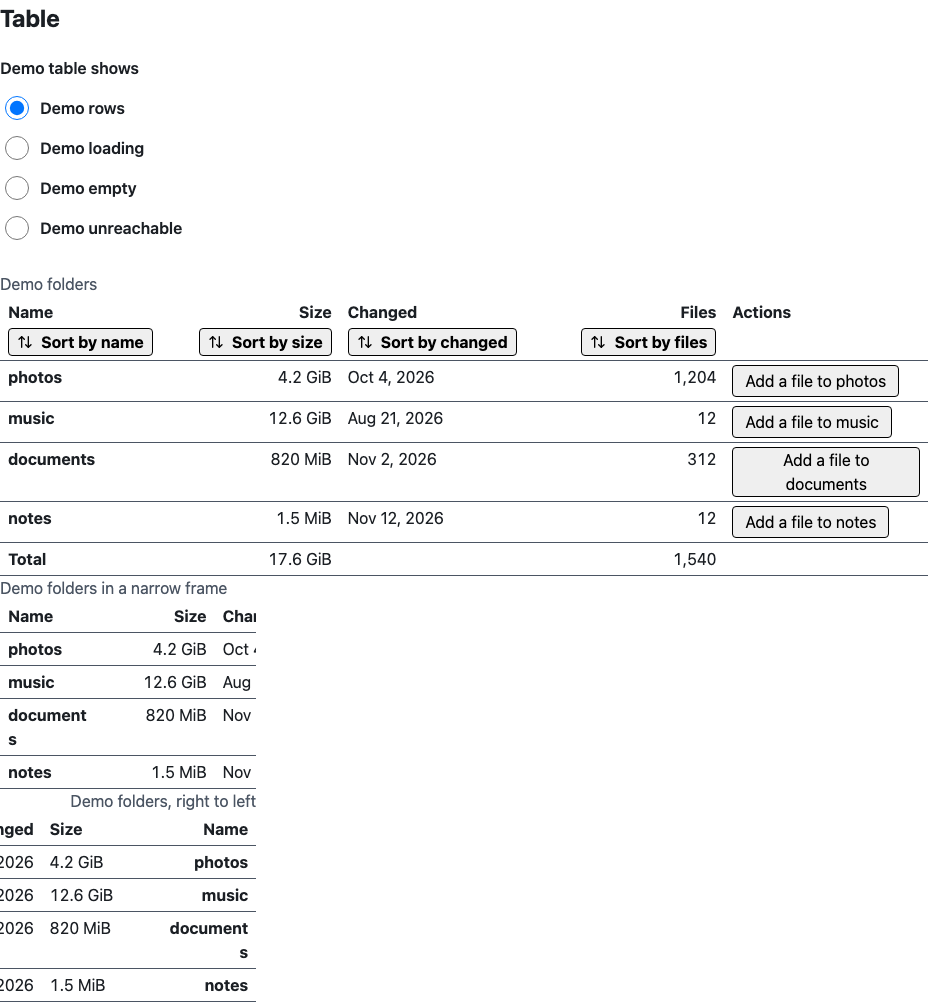 Table
Demo table shows
Demo rows
Demo loading
Demo empty
Demo unreachable
Demo folders
Name Size Changed Files Actions
Sort by name Sort by size Sort by changed Sort by files
photos 4.2 GiB Oct 4, 2026 1,204 Add a file to photos
music 12.6 GiB Aug 21, 2026 12 Add a file to music
documents 820 MiB Nov 2, 2026 312 Add a file to
documents
notes 1.5 MiB Nov 12, 2026 12 Add a file to notes
Total 17.6 GiB 1,540
Demo folders in a narrow frame
Name Size
photos 4.2 GiB Oct
music 12.6 GiB Aug
document 820 MiB Nov
s
notes 1.5 MiB Nov
Demo folders, right to left
nged Size Name
2026 4.2 GiB photos
2026 12.6 GiB music
2026 820 MiB document
s
2026 1.5 MiB notes